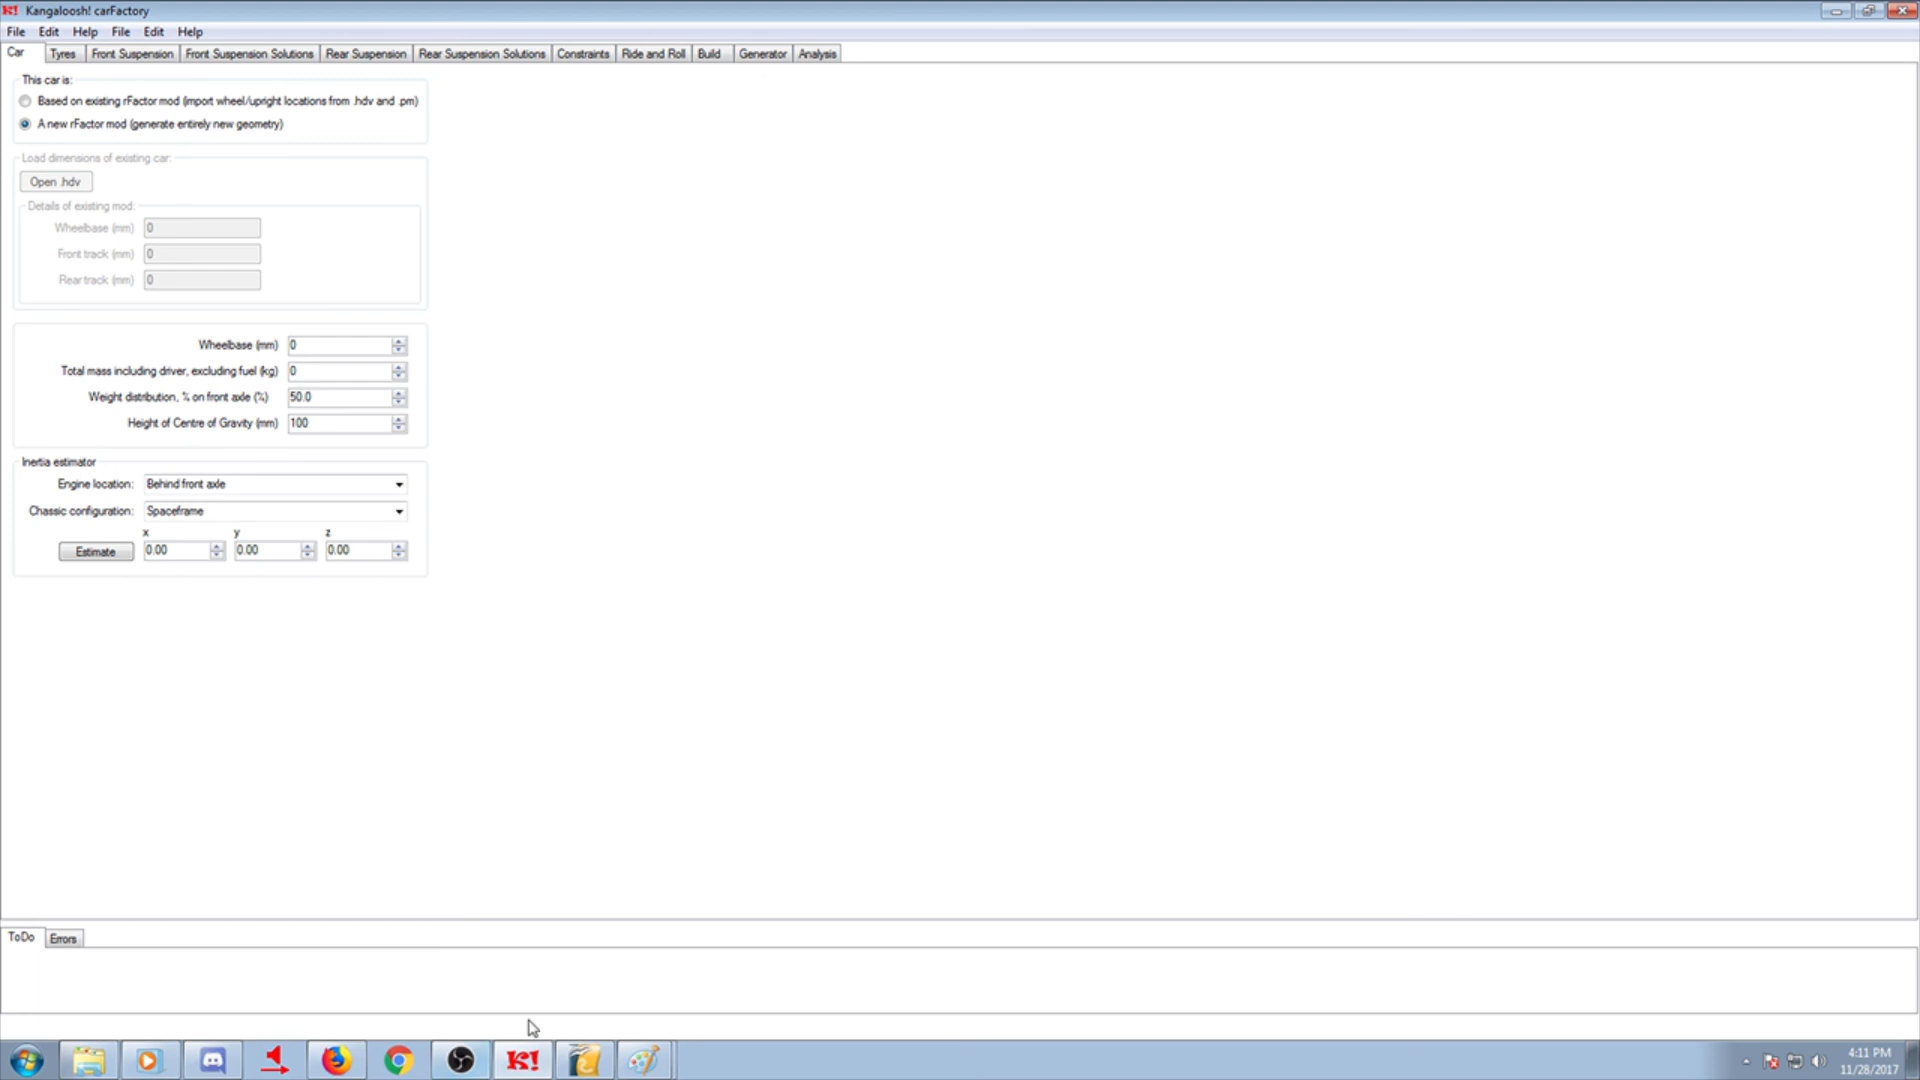 K! Kangaloosh! carFactory
File Edit Help File Edit Help
Car Tyres Front Suspension Front Suspension Solutions Rear Suspension Rear Suspension Solutions Constraints Ride and Roll Build Generator Analysis
This car is:
Based on existing rFactor mod (import wheel/upright locations from .hdv and .pm)
A new rFactor mod (generate entirely new geometry)
Load dimensions of existing car:
Open .hdv
Details of existing mod:
Wheelbase (mm) 0
Front track (mm) 0
Rear track (mm) 0
Wheelbase (mm) 0
Total mass including driver, excluding fuel (kg) 0
Weight distribution, % on front axle (%) 50.0
Height of Centre of Gravity (mm) 100
Inertia estimator
Engine location: Behind front axle
Chassic configuration: Spaceframe
x y z
Estimate 0.00 0.00 0.00
ToDo Errors
K!
4:11 PM
11/28/2017